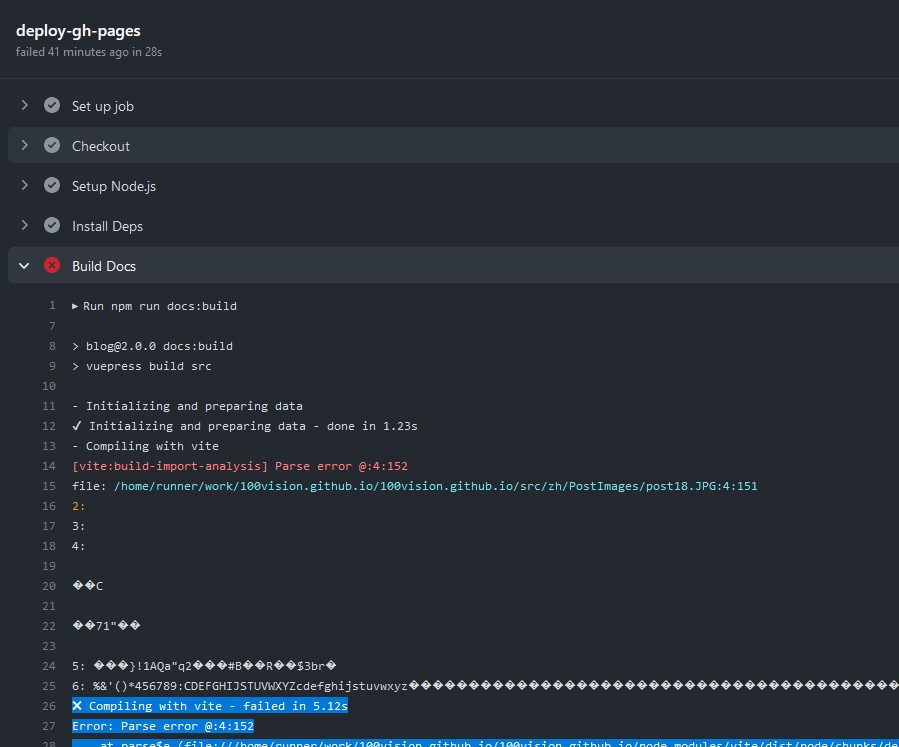 deploy-gh-pages
failed 41 minutes ago in 28s
Set up job
Checkout
Setup Node.js
Install Deps
Build Docs
1 ▸ Run npm run docs:build
7
8 > blog@2.0.0 docs:build
9 > vuepress build src
10
11 - Initializing and preparing data
12 ✓ Initializing and preparing data - done in 1.23s
13 - Compiling with vite
14 [vite:build-import-analysis] Parse error @:4:152
15 file: /home/runner/work/100vision.github.io/100vision.github.io/src/zh/PostImages/post18.JPG:4:151
16 2:
17 3:
18 4:
19
20 ��C
21
22 ��71"��
23
24 5: ���}!1AQa"q2���#B��R��$3br�
25 6: %&'()*456789:CDEFGHIJSTUVWXYZcdefghijstuvwxyz�����������������������������������������
26 ✖ Compiling with vite - failed in 5.12s
27 Error: Parse error @:4:152
28 at parse$e (file:///home/runner/work/100vision.github.io/100vision.github.io/node_modules/vite/dist/node/chunks/de